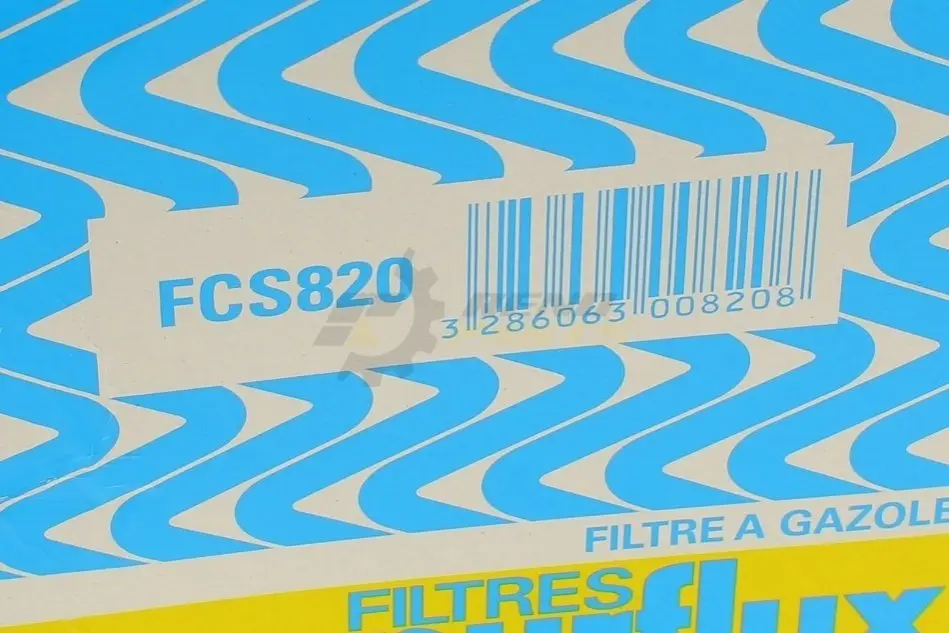 FCS820
3 286063 008208
FILTRE A GAZOLE
FILTRES